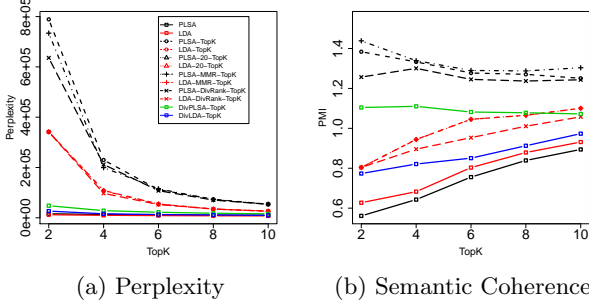 Perplexity
0e+00 2e+05 4e+05 6e+05 8e+05
2 4 6 8 10
TopK
PLSA
LDA
PLSA−TopK
LDA−TopK
PLSA−20−TopK
LDA−20−TopK
PLSA−MMR−TopK
LDA−MMR−TopK
PLSA−DivRank−TopK
LDA−DivRank−TopK
DivPLSA−TopK
DivLDA−TopK
(a) Perplexity
PMI
0.6 0.8 1.0 1.2 1.4
2 4 6 8 10
TopK
(b) Semantic Coherence